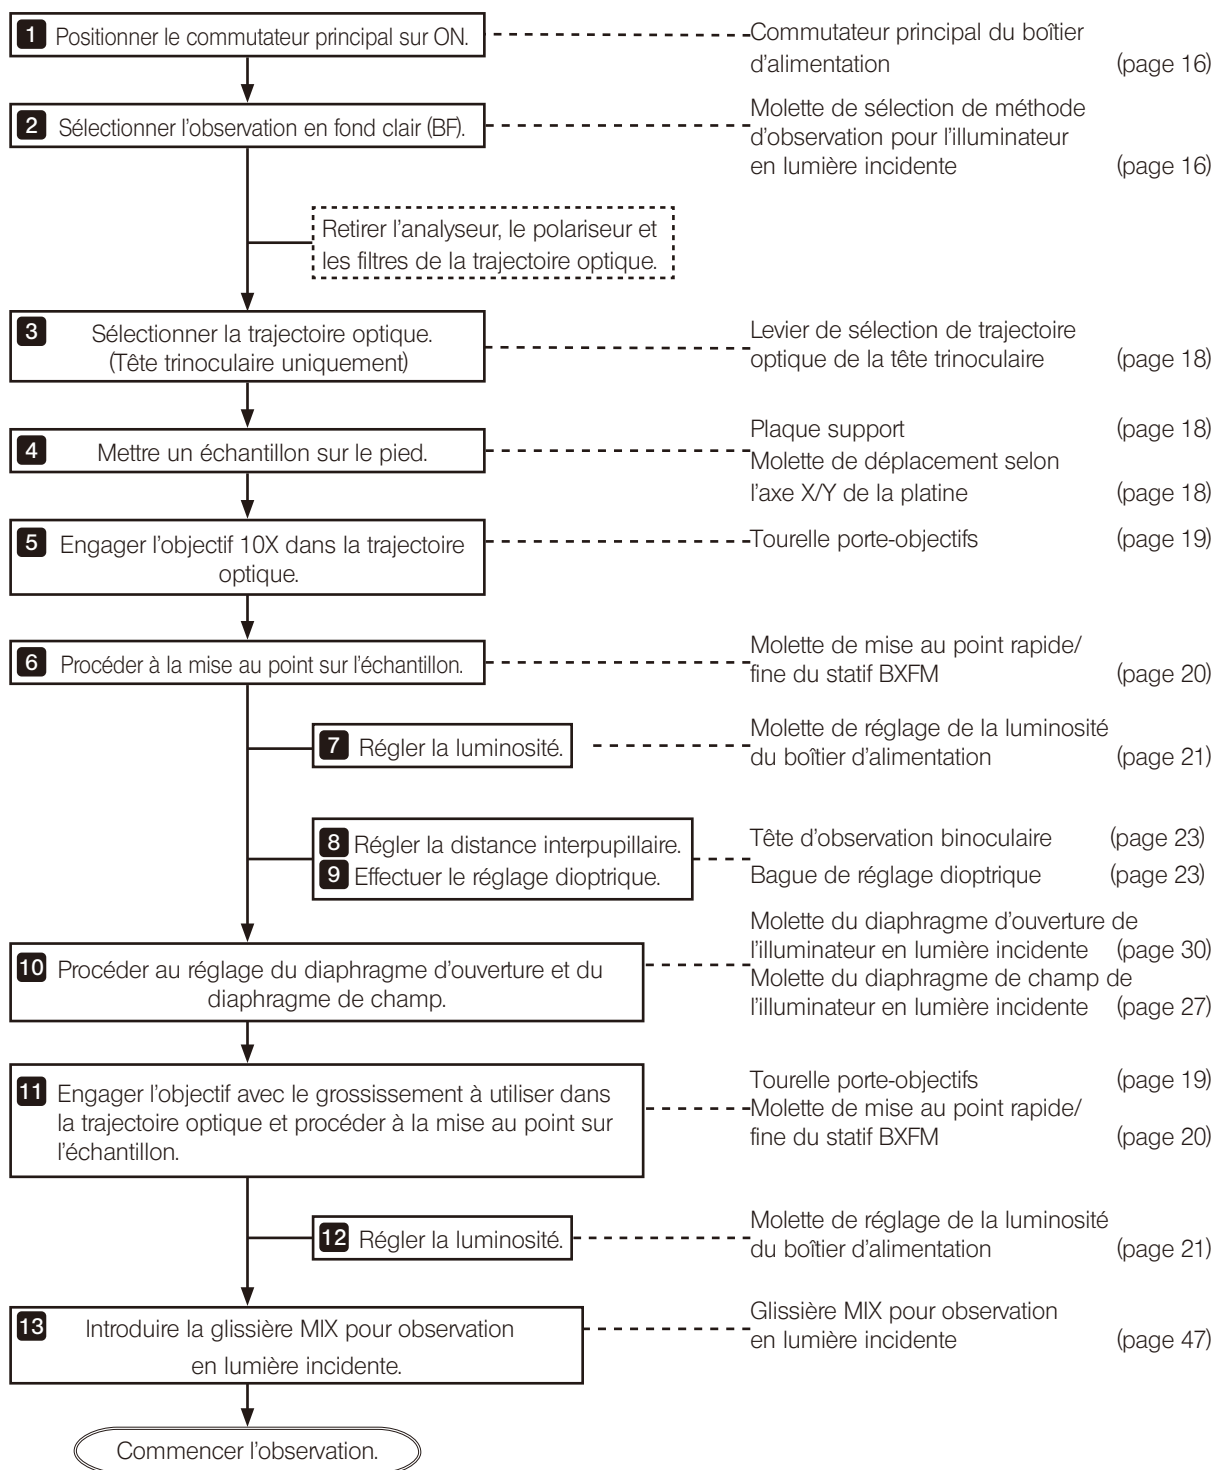 1 Positionner le commutateur principal sur ON.
Commutateur principal du boîtier
d'alimentation (page 16)
2 Sélectionner l'observation en fond clair (BF).
Molette de sélection de méthode
d'observation pour l'illuminateur
en lumière incidente (page 16)
Retirer l'analyseur, le polariseur et
les filtres de la trajectoire optique.
3 Sélectionner la trajectoire optique.
(Tête trinoculaire uniquement)
Levier de sélection de trajectoire
optique de la tête trinoculaire (page 18)
4 Mettre un échantillon sur le pied.
Plaque support (page 18)
Molette de déplacement selon
l'axe X/Y de la platine (page 18)
5 Engager l'objectif 10X dans la trajectoire
optique.
Tourelle porte-objectifs (page 19)
6 Procéder à la mise au point sur l'échantillon.
Molette de mise au point rapide/
fine du statif BXFM (page 20)
7 Régler la luminosité.
Molette de réglage de la luminosité
du boîtier d'alimentation (page 21)
8 Régler la distance interpupillaire.
9 Effectuer le réglage dioptrique.
Tête d'observation binoculaire (page 23)
Bague de réglage dioptrique (page 23)
10 Procéder au réglage du diaphragme d'ouverture et du
diaphragme de champ.
Molette du diaphragme d'ouverture de
l'illuminateur en lumière incidente (page 30)
Molette du diaphragme de champ de
l'illuminateur en lumière incidente (page 27)
11 Engager l'objectif avec le grossissement à utiliser dans
la trajectoire optique et procéder à la mise au point sur
l'échantillon.
Tourelle porte-objectifs (page 19)
Molette de mise au point rapide/
fine du statif BXFM (page 20)
12 Régler la luminosité.
Molette de réglage de la luminosité
du boîtier d'alimentation (page 21)
13 Introduire la glissière MIX pour observation
en lumière incidente.
Glissière MIX pour observation
en lumière incidente (page 47)
Commencer l'observation.